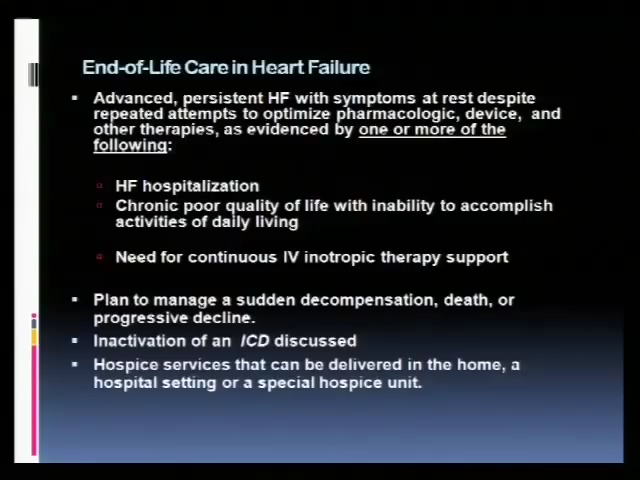 End-of-Life Care in Heart Failure
▪ Advanced, persistent HF with symptoms at rest despite
repeated attempts to optimize pharmacologic, device, and
other therapies, as evidenced by one or more of the
following:
▫ HF hospitalization
▫ Chronic poor quality of life with inability to accomplish
activities of daily living
▫ Need for continuous IV inotropic therapy support
▪ Plan to manage a sudden decompensation, death, or
progressive decline.
▪ Inactivation of an ICD discussed
▪ Hospice services that can be delivered in the home, a
hospital setting or a special hospice unit.